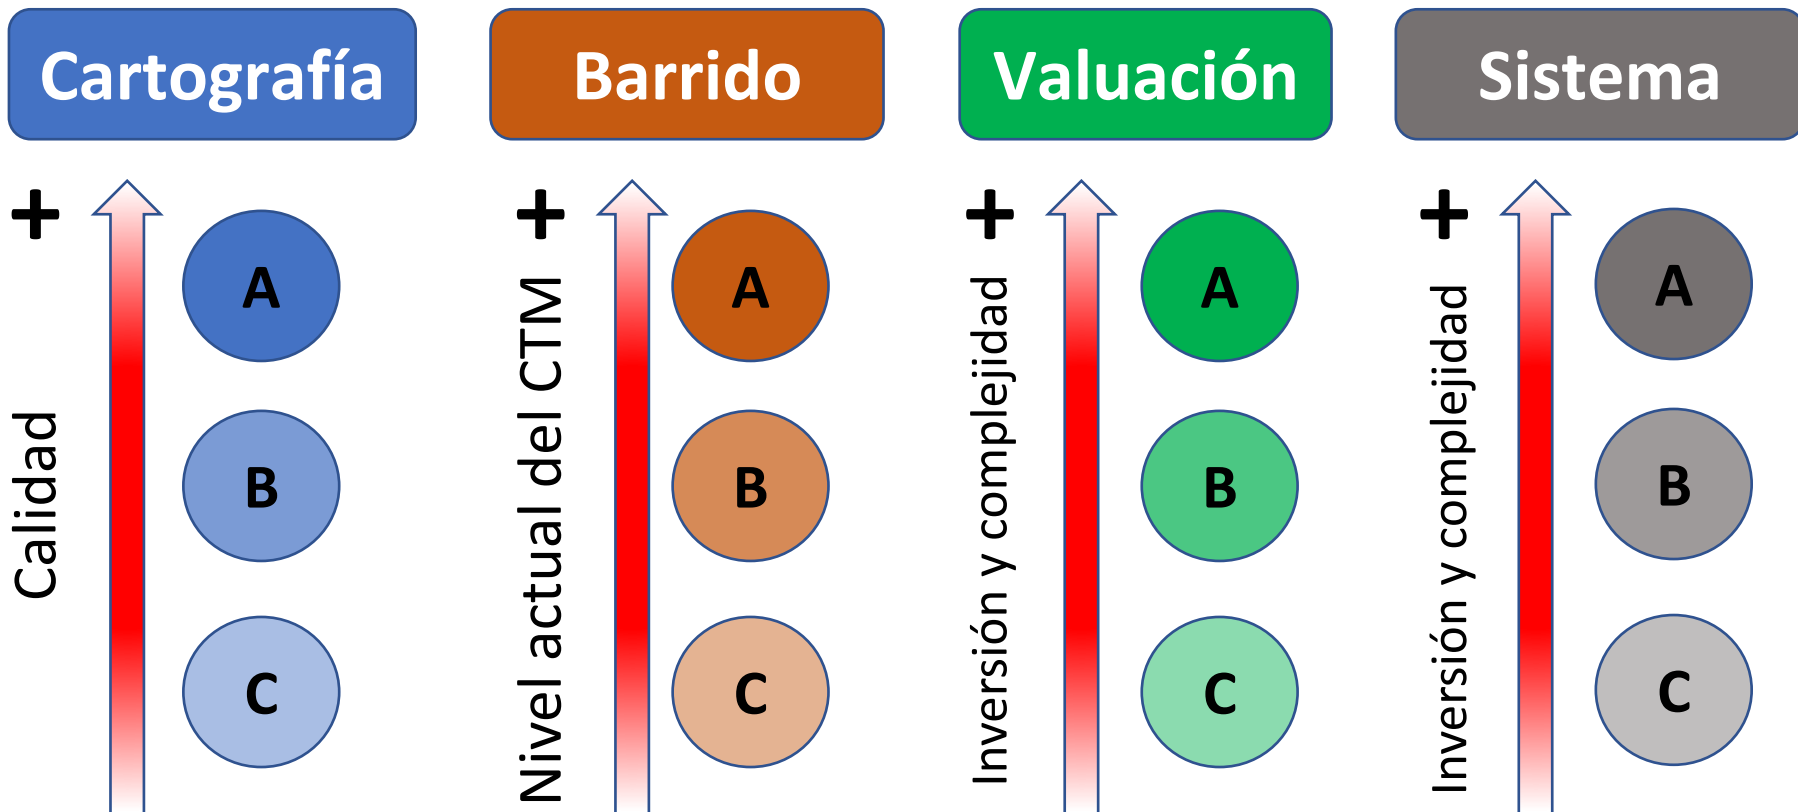 Cartografía
Barrido
Valuación
Sistema
+
Calidad
A
B
C
+
Nivel actual del CTM
A
B
C
+
Inversión y complejidad
A
B
C
+
Inversión y complejidad
A
B
C